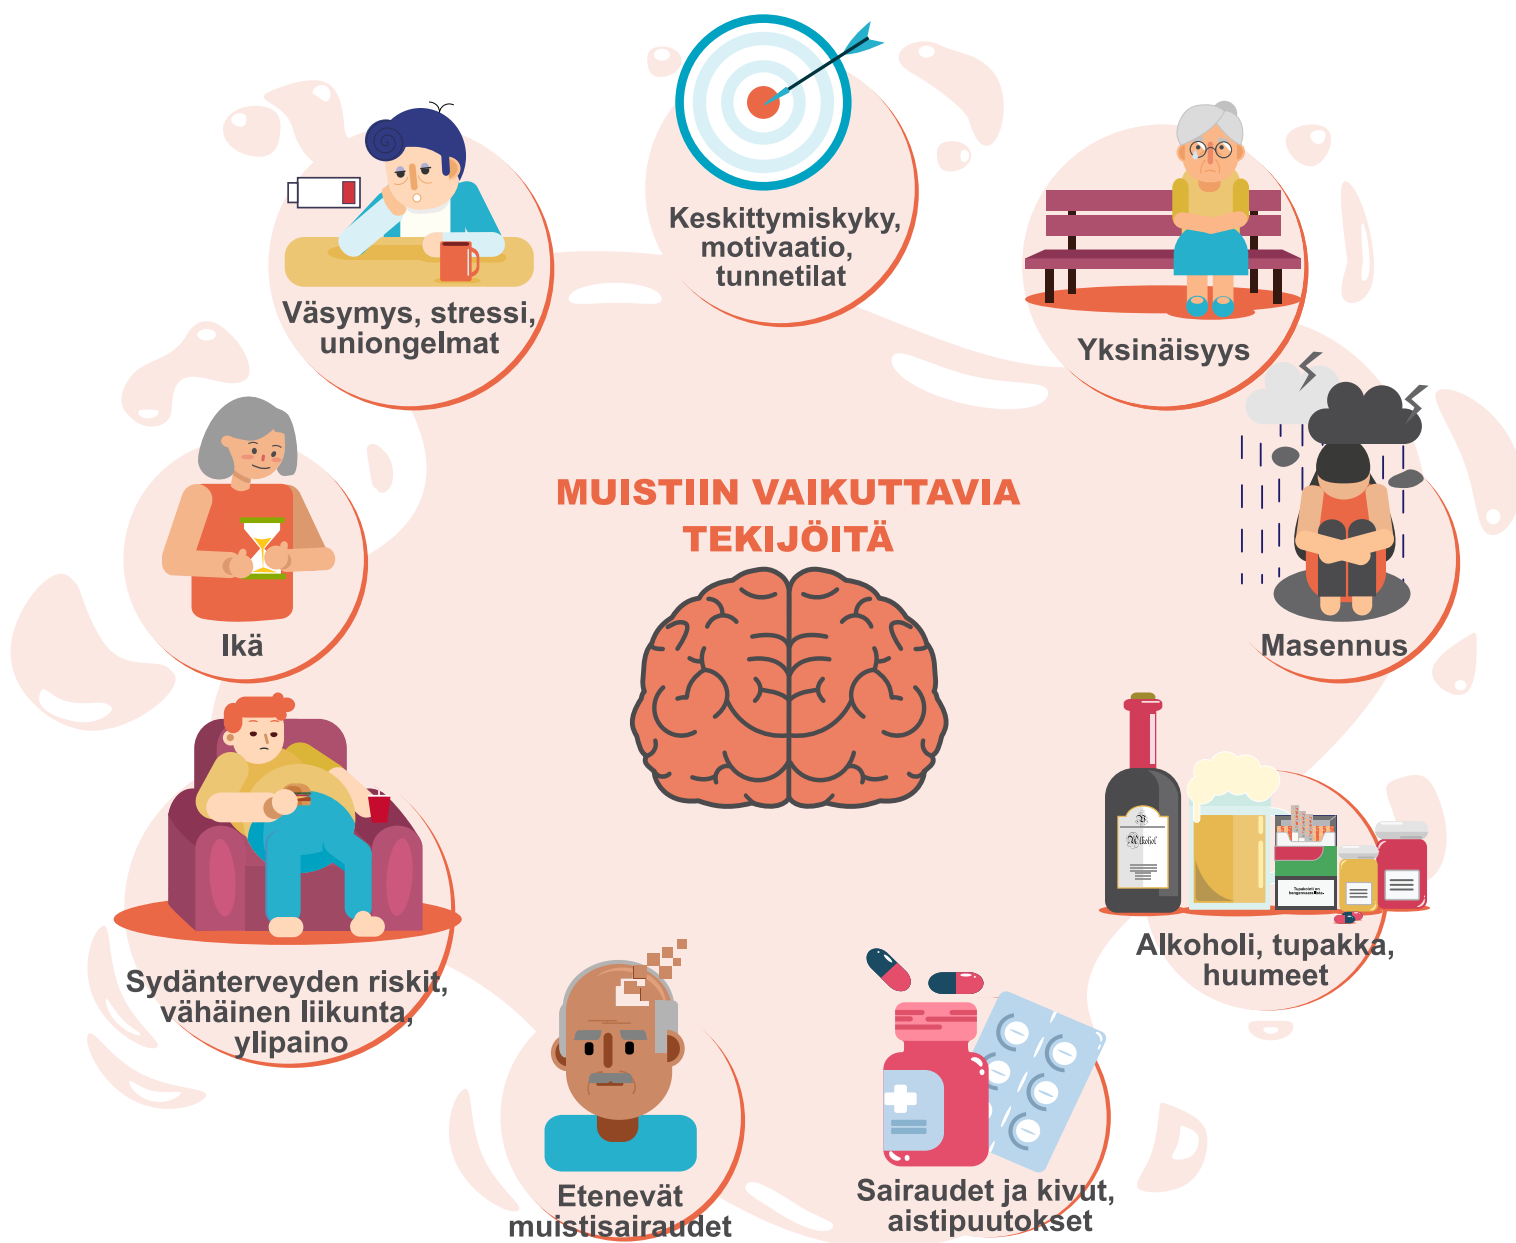 Keskittymiskyky,
motivaatio,
tunnetilat
Väsymys, stressi,
uniongelmat
Yksinäisyys
MUISTIIN VAIKUTTAVIA
TEKIJÖITÄ
Ikä
Masennus
Alkoholi, tupakka,
huumeet
Sydänterveyden riskit,
vähäinen liikunta,
ylipaino
Etenevät
muistisairaudet
Sairaudet ja kivut,
aistipuutokset